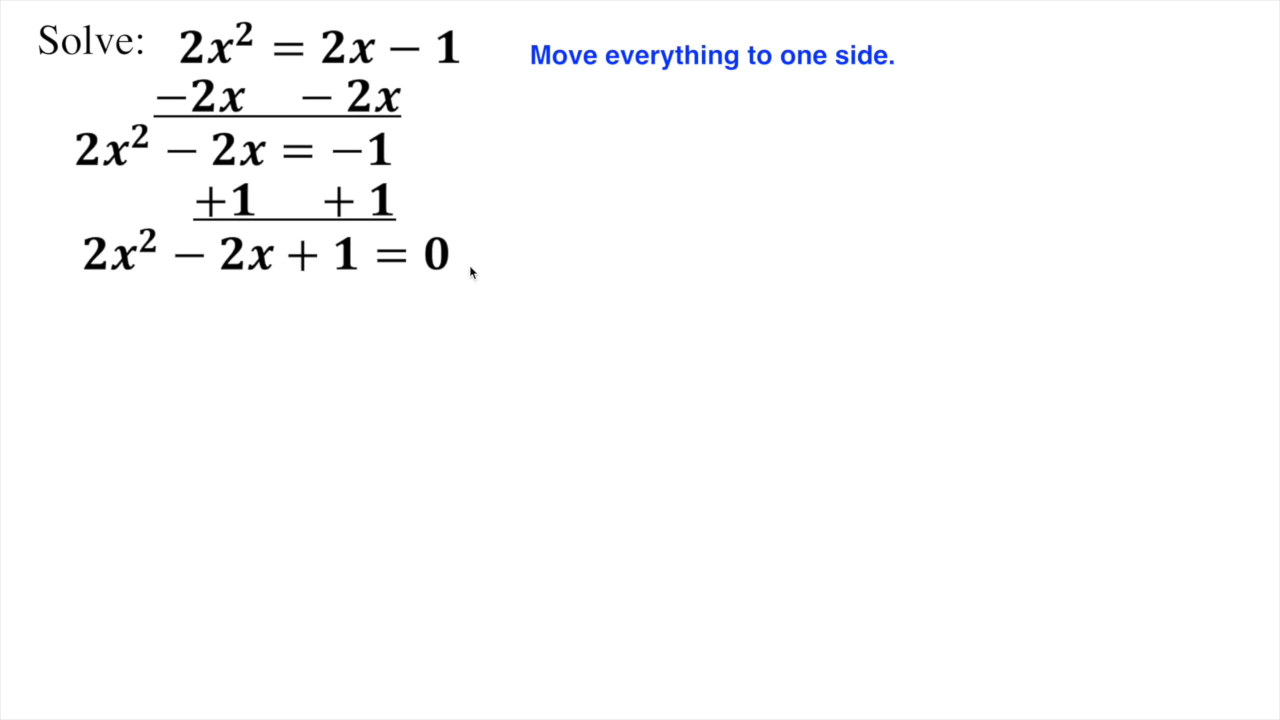 Solve: 2x² = 2x − 1 Move everything to one side.
−2x − 2x
2x² − 2x = −1
+1 + 1
2x² − 2x + 1 = 0